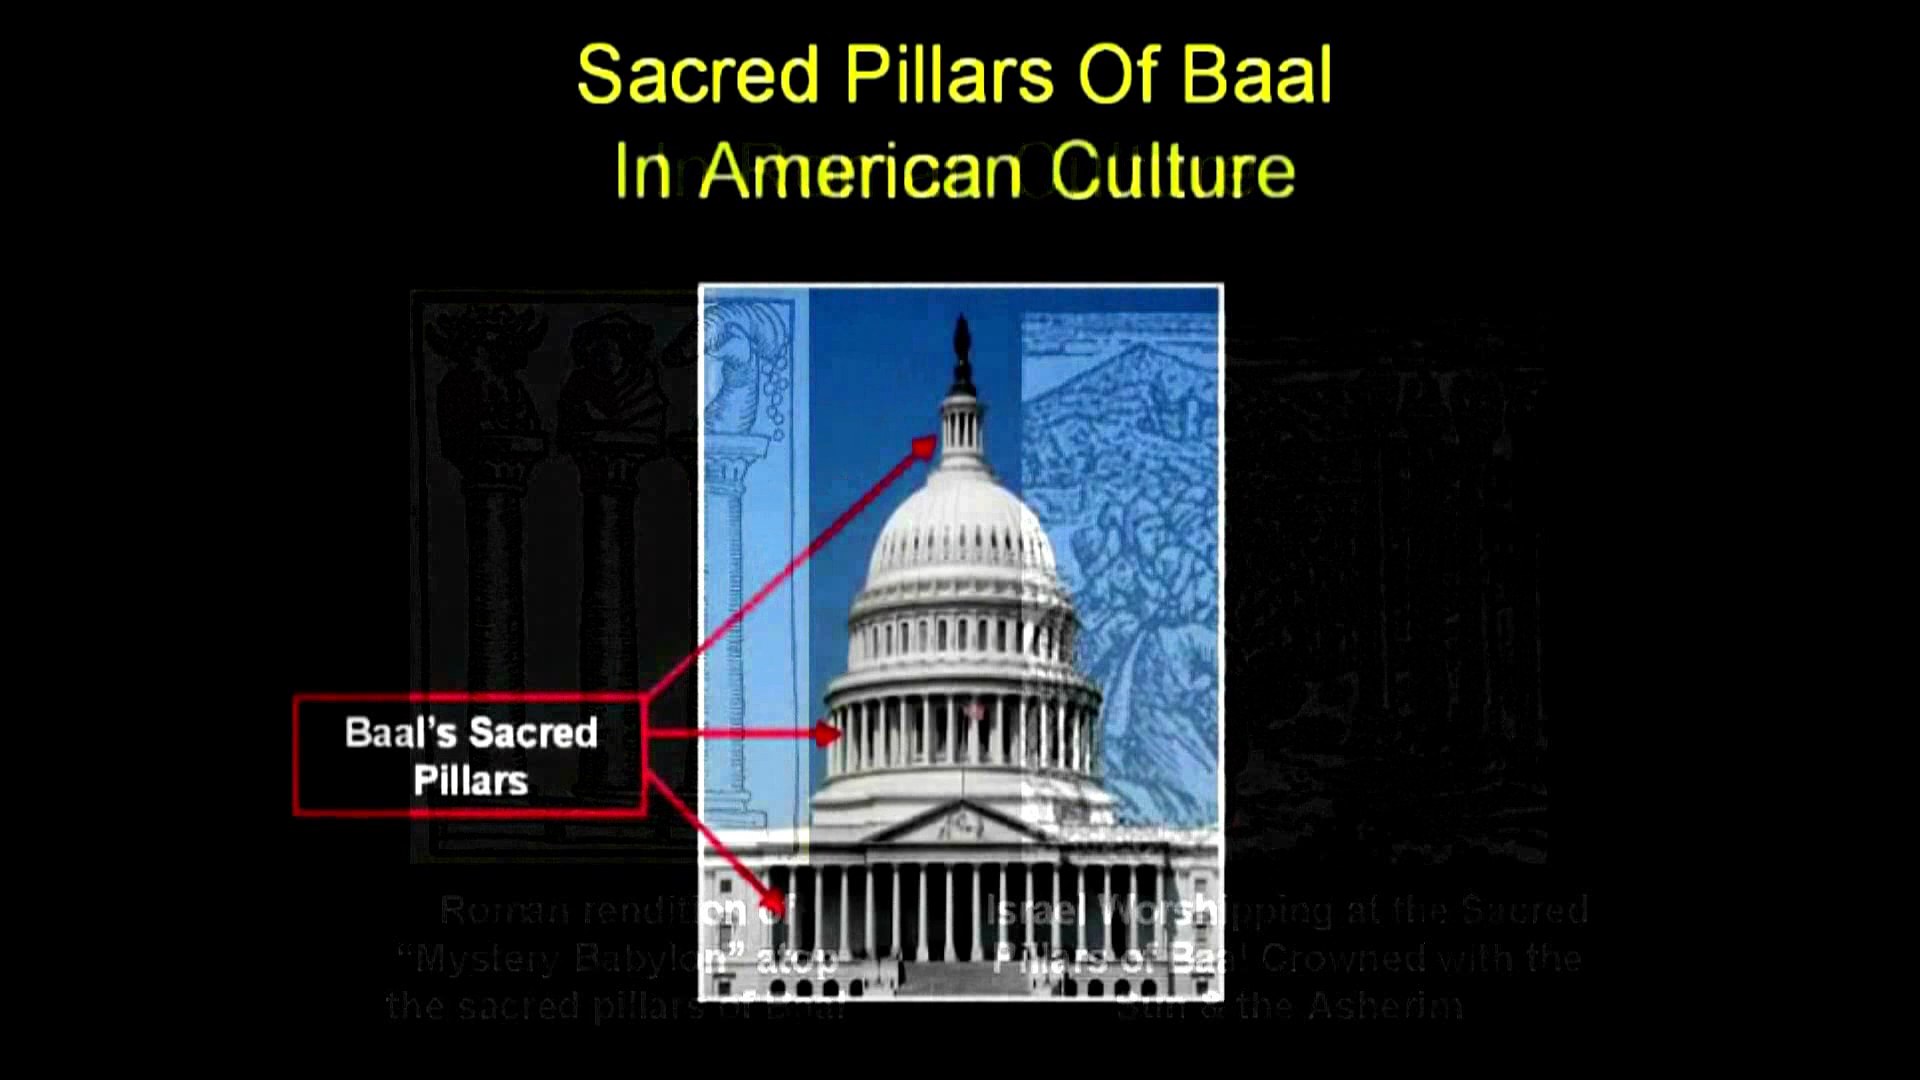 Sacred Pillars Of Baal
In American Culture
Baal's Sacred
Pillars
Roman rendition of
“Mystery Babylon” atop
the sacred pillars of Baal
Israel Worshipping at the Sacred
Pillars of Baal Crowned with the
Sun & the Asherim